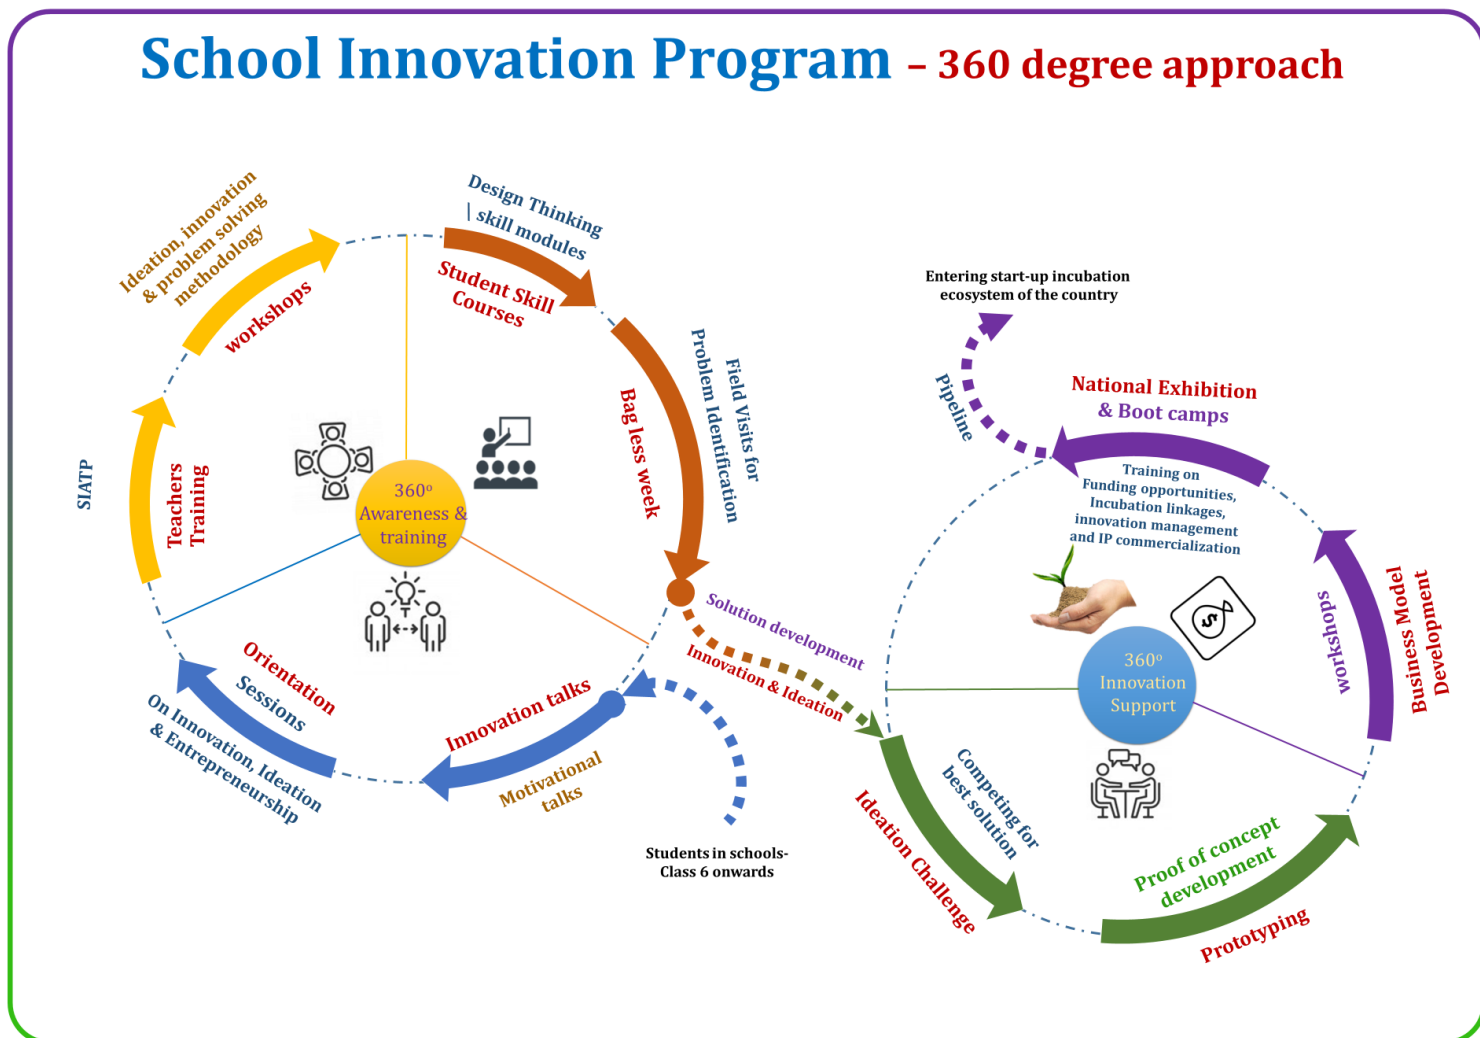 School Innovation Program – 360 degree approach
Ideation, innovation
& problem solving
methodology
workshops
Design Thinking
| skill modules
Student Skill
Courses
Field Visits for
Problem Identification
Bag less week
SIATP
Teachers
Training
360º
Awareness &
training
Orientation
Sessions
On Innovation, Ideation
& Entrepreneurship
Innovation talks
Motivational
talks
Students in schools-
Class 6 onwards
Solution development
Innovation & Ideation
Entering start-up incubation
ecosystem of the country
Pipeline
National Exhibition
& Boot camps
Training on
Funding opportunities,
Incubation linkages,
innovation management
and IP commercialization
$
workshops
Business Model
Development
360º
Innovation
Support
Competing for
best solution
Ideation Challenge
Proof of concept
development
Prototyping